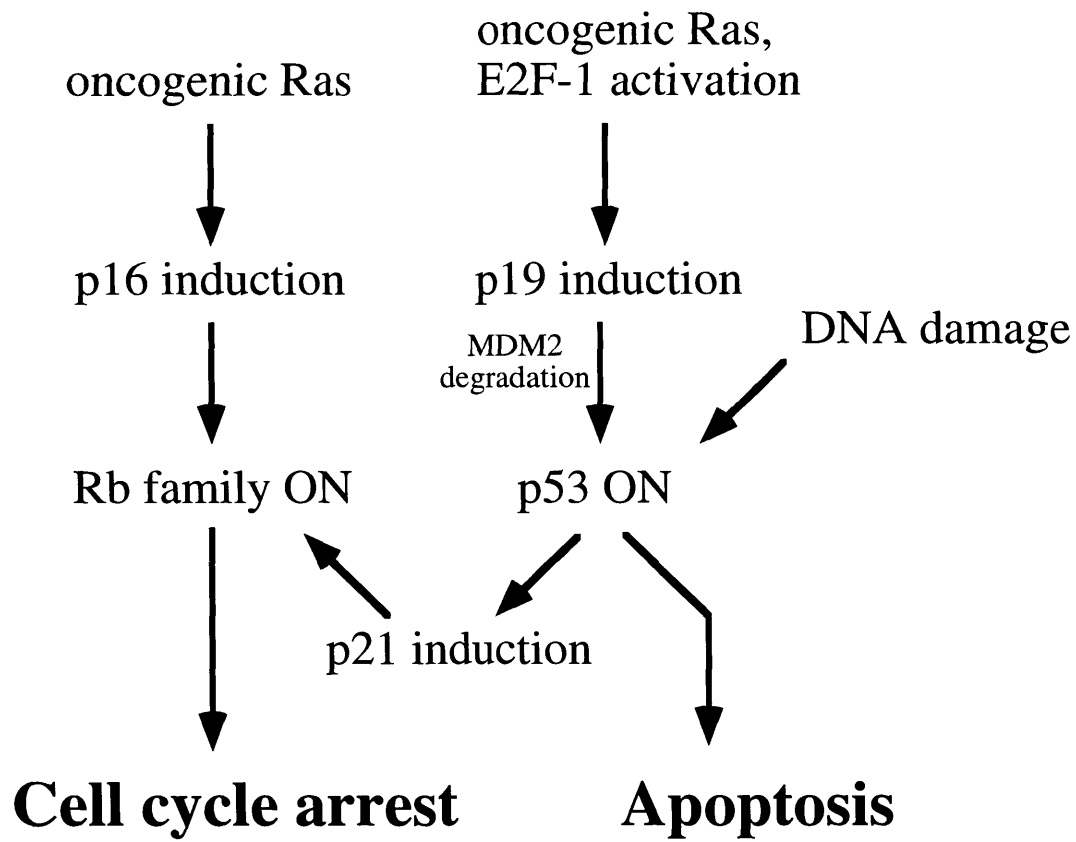 oncogenic Ras
oncogenic Ras,
E2F-1 activation
p16 induction
p19 induction
DNA damage
MDM2
degradation
Rb family ON
p53 ON
p21 induction
Cell cycle arrest
Apoptosis